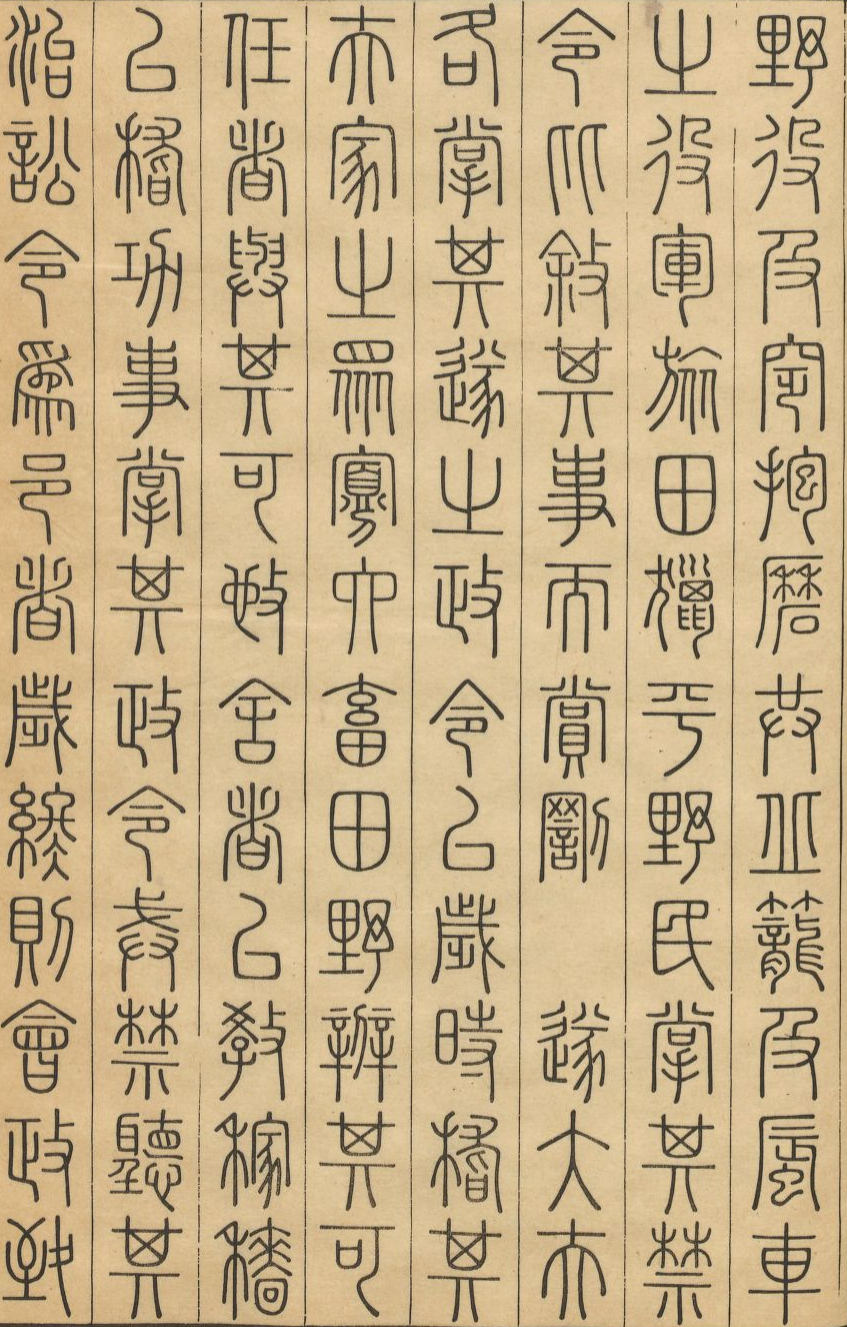 野役及窆抱磿共丘籠及蜃車
之役軍旅田獵平野民掌其禁
令比敘其事而賞罰　遂大夫
各掌其遂之政令以歲時稽其
夫家之眾寡六畜田野辨其可
任者與其可施舍者以教稼穡
以稽功事掌其政令戒禁聽其
治訟令為邑者歲終則會政致